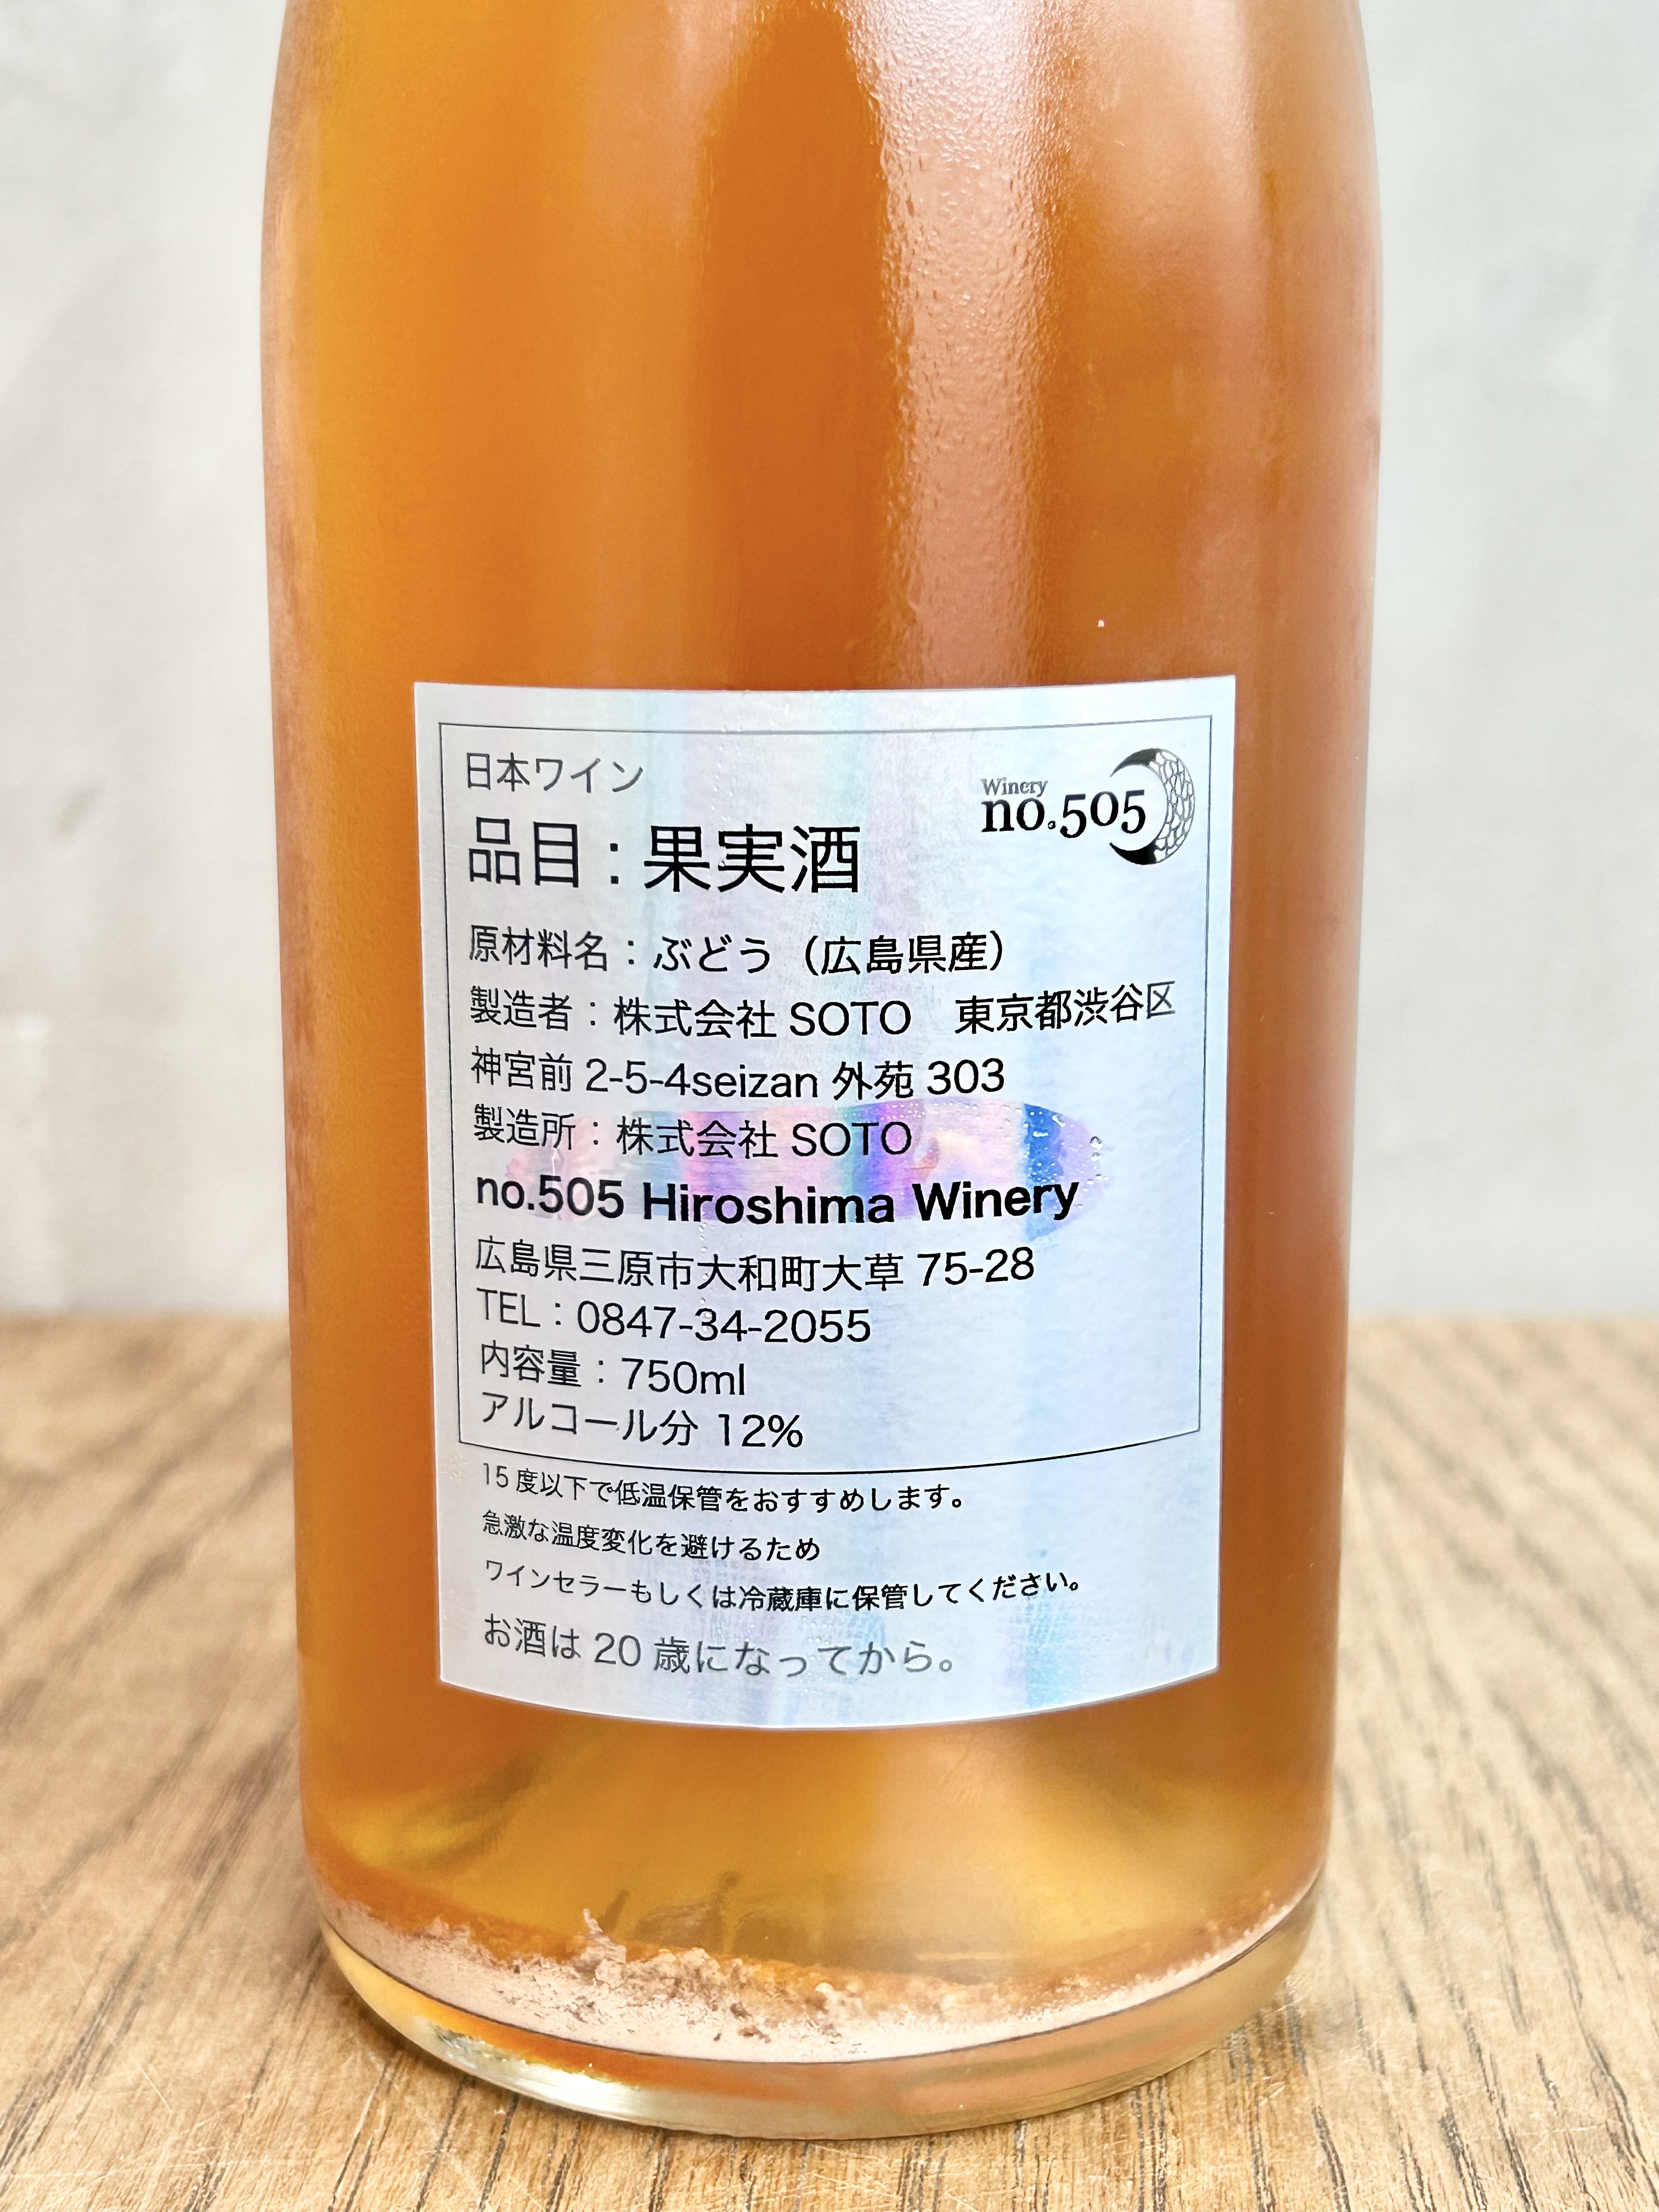 日本ワイン
Winery
no.505
品目：果実酒
原材料名：ぶどう（広島県産）
製造者：株式会社 SOTO　東京都渋谷区
神宮前 2-5-4seizan 外苑 303
製造所：株式会社 SOTO
no.505 Hiroshima Winery
広島県三原市大和町大草 75-28
TEL：0847-34-2055
内容量：750ml
アルコール分 12%
15 度以下で低温保管をおすすめします。
急激な温度変化を避けるため
ワインセラーもしくは冷蔵庫に保管してください。
お酒は 20 歳になってから。